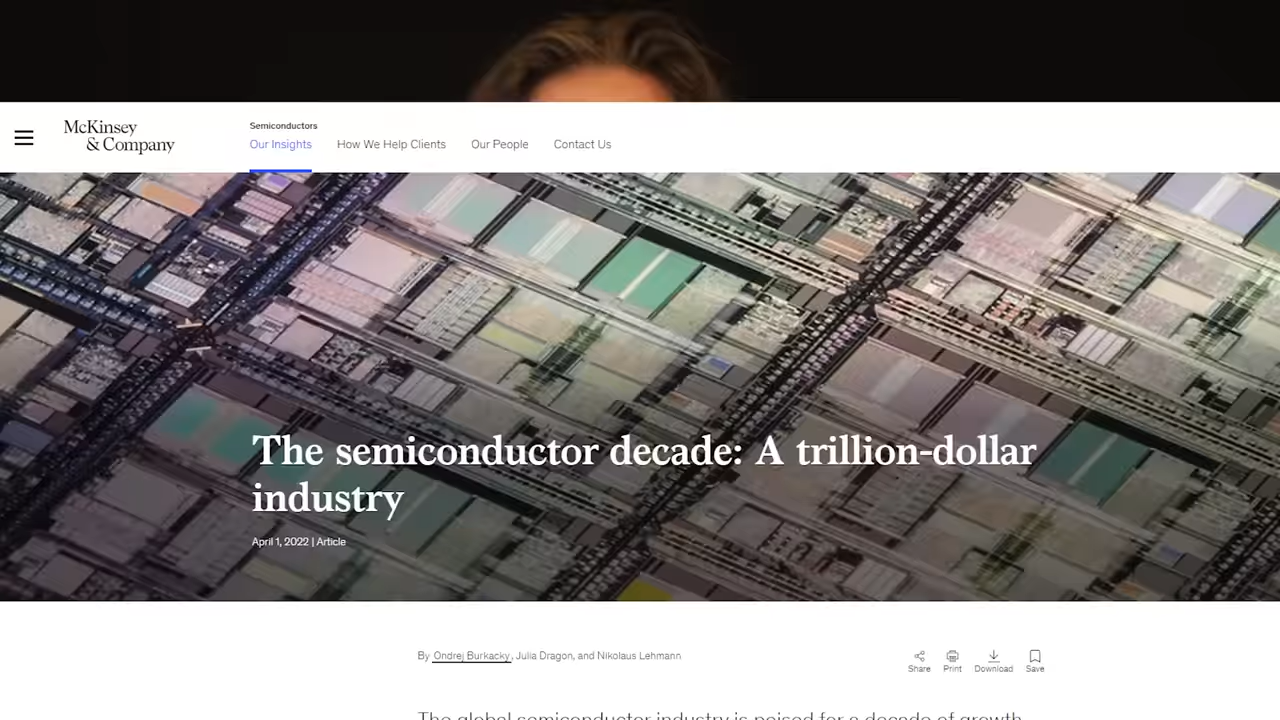 McKinsey
& Company
Semiconductors
Our Insights
How We Help Clients
Our People
Contact Us
The semiconductor decade: A trillion-dollar
industry
April 1, 2022 | Article
By Ondrej Burkacky, Julia Dragon, and Nikolaus Lehmann
Share
Print
Download
Save
The global semiconductor industry is poised for a decade of growth